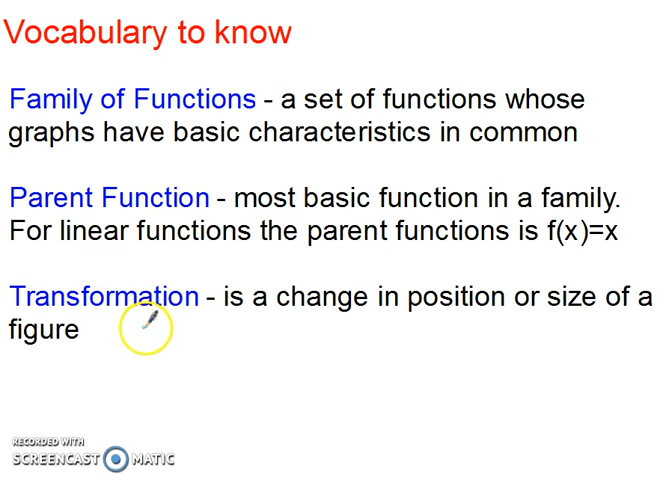 Vocabulary to know
Family of Functions - a set of functions whose
graphs have basic characteristics in common
Parent Function - most basic function in a family.
For linear functions the parent functions is f(x)=x
Transformation - is a change in position or size of a
figure
RECORDED WITH
SCREENCAST MATIC